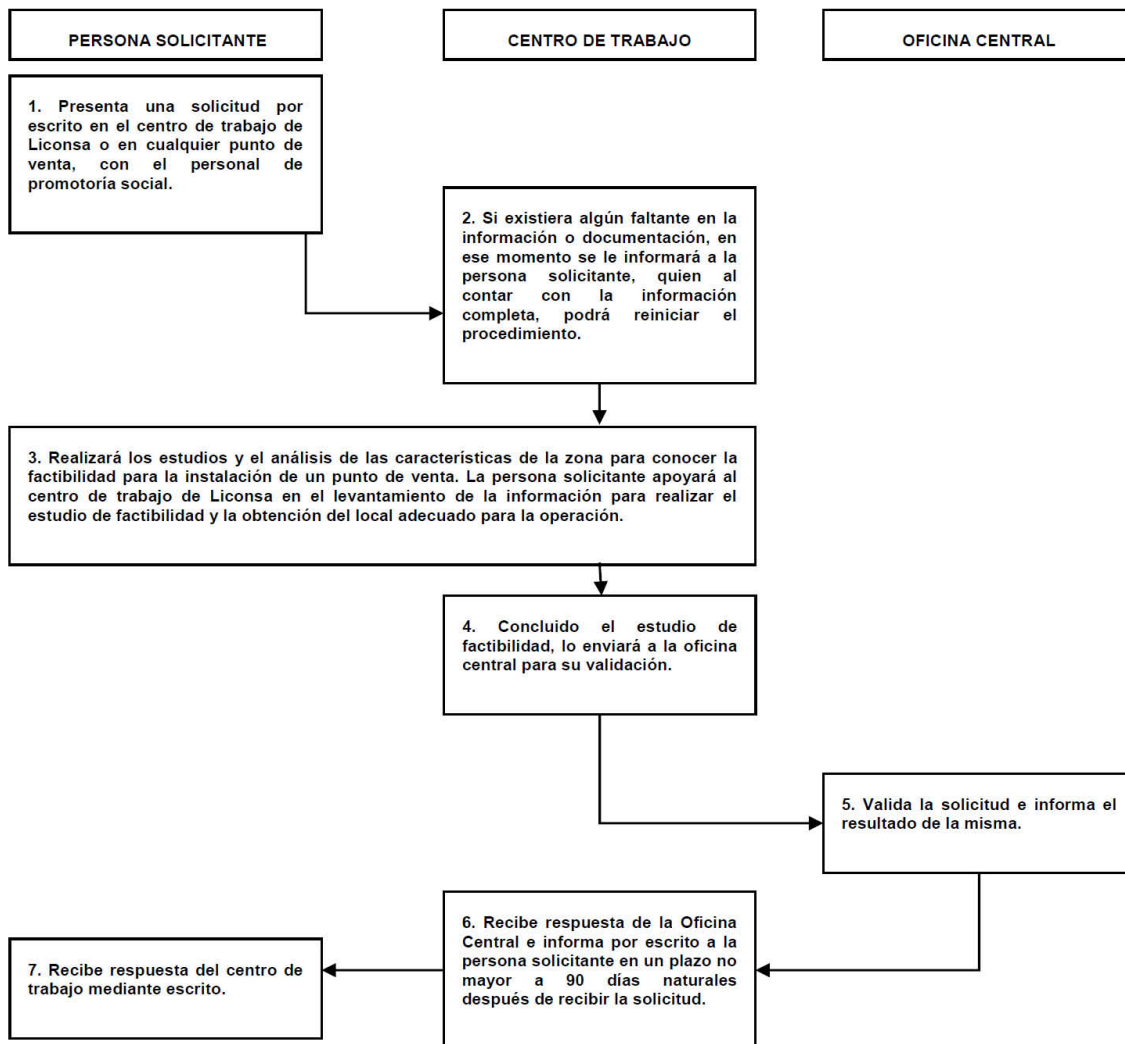 PERSONA SOLICITANTE
CENTRO DE TRABAJO
OFICINA CENTRAL
1. Presenta una solicitud por
escrito en el centro de trabajo de
Liconsa o en cualquier punto de
venta, con el personal de
promotoría social.
2. Si existiera algún faltante en la
información o documentación, en
ese momento se le informará a la
persona solicitante, quien al
contar con la información
completa, podrá reiniciar el
procedimiento.
3. Realizará los estudios y el análisis de las características de la zona para conocer la
factibilidad para la instalación de un punto de venta. La persona solicitante apoyará al
centro de trabajo de Liconsa en el levantamiento de la información para realizar el
estudio de factibilidad y la obtención del local adecuado para la operación.
4. Concluido el estudio de
factibilidad, lo enviará a la oficina
central para su validación.
5. Valida la solicitud e informa el
resultado de la misma.
6. Recibe respuesta de la Oficina
Central e informa por escrito a la
persona solicitante en un plazo no
mayor a 90 días naturales
después de recibir la solicitud.
7. Recibe respuesta del centro de
trabajo mediante escrito.